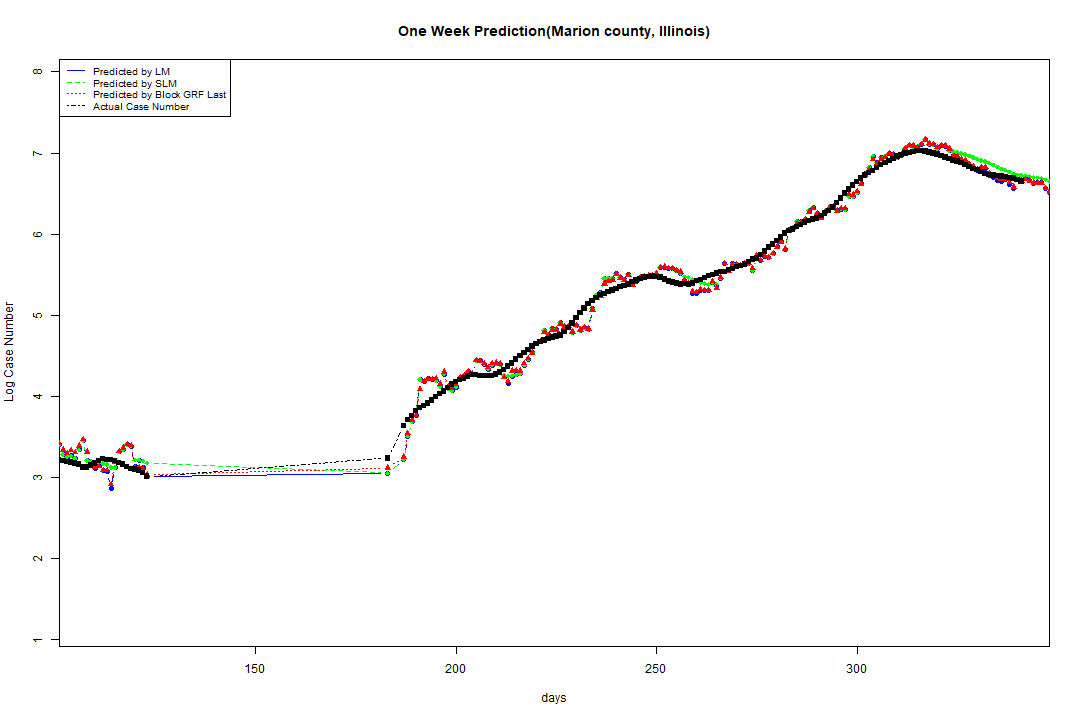 One Week Prediction(Marion county, Illinois)
Predicted by LM
Predicted by SLM
Predicted by Block GRF Last
Actual Case Number
8
7
6
5
4
3
2
1
Log Case Number
150 200 250 300
days